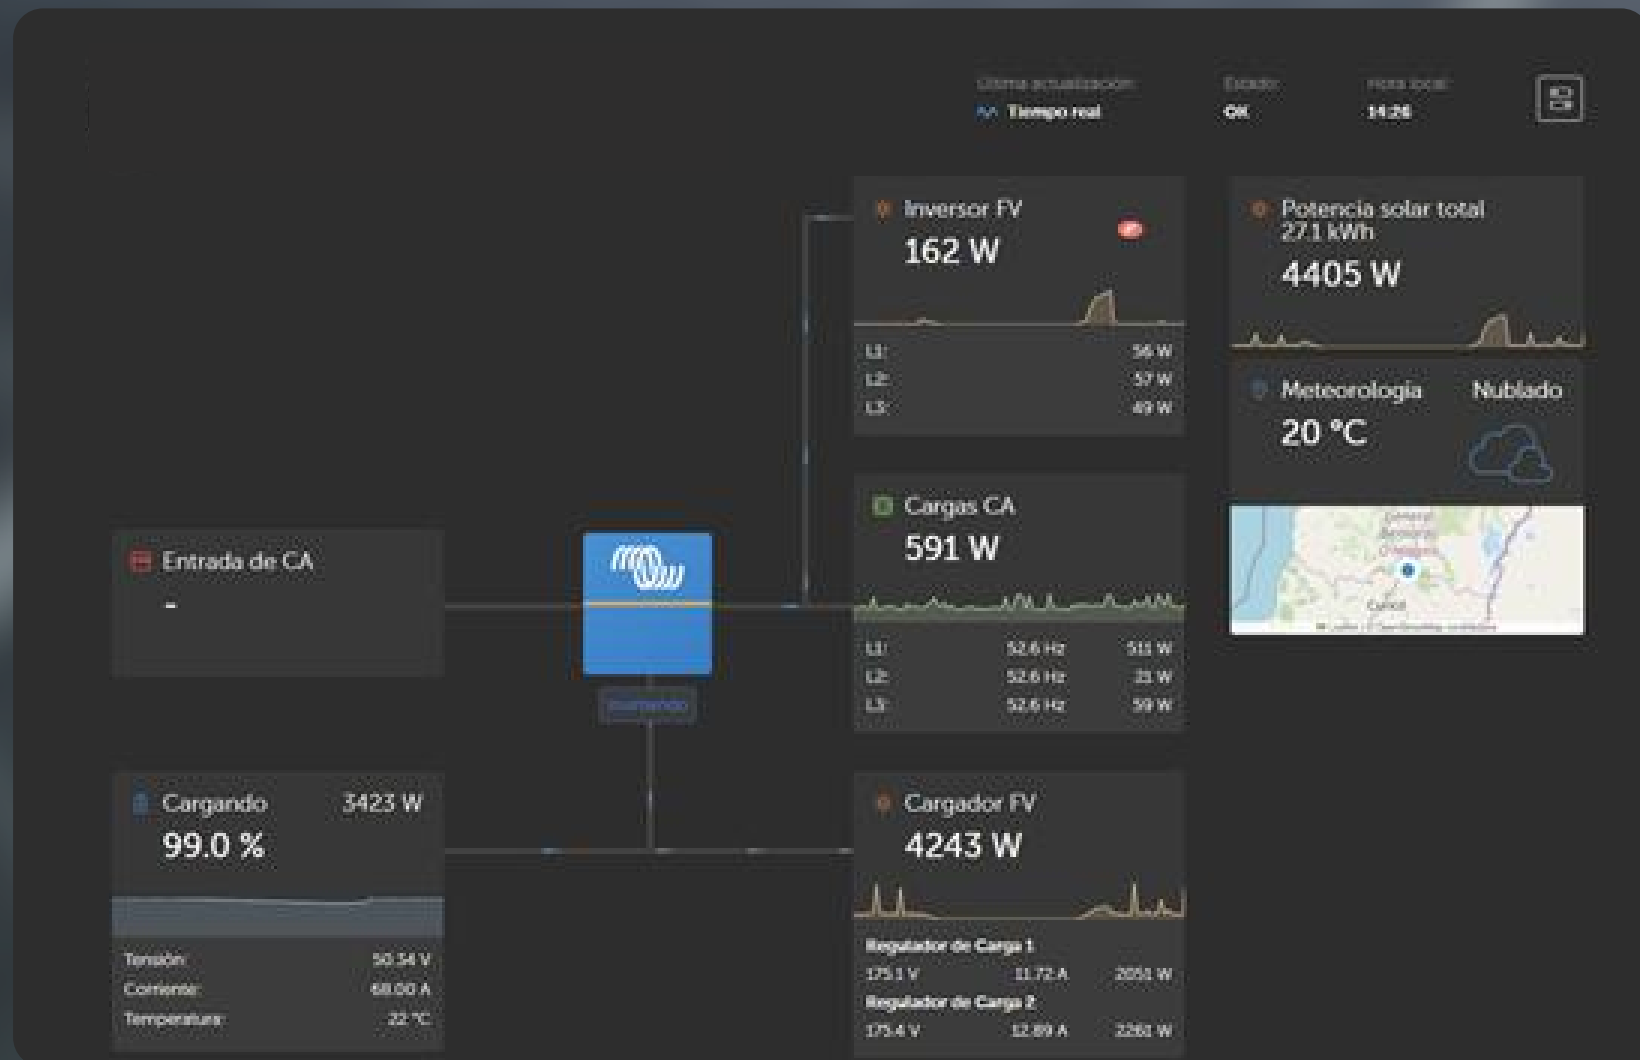 Última actualización: Estado: Hora local:
Tiempo real OK 14:26
Inversor FV
162 W
L1: 56 W
L2: 57 W
L3: 49 W
Potencia solar total
27.1 kWh
4405 W
Meteorología Nublado
20 °C
Entrada de CA
-
Cargas CA
591 W
L1: 52.6 Hz 511 W
L2: 52.6 Hz 21 W
L3: 52.6 Hz 59 W
General
Curicó
Cargando 3423 W
99.0 %
Tensión: 50.34 V
Corriente: 68.00 A
Temperatura: 22 °C
Cargador FV
4243 W
Regulador de Carga 1
175.1 V 11.72 A 2051 W
Regulador de Carga 2
175.4 V 12.89 A 2261 W